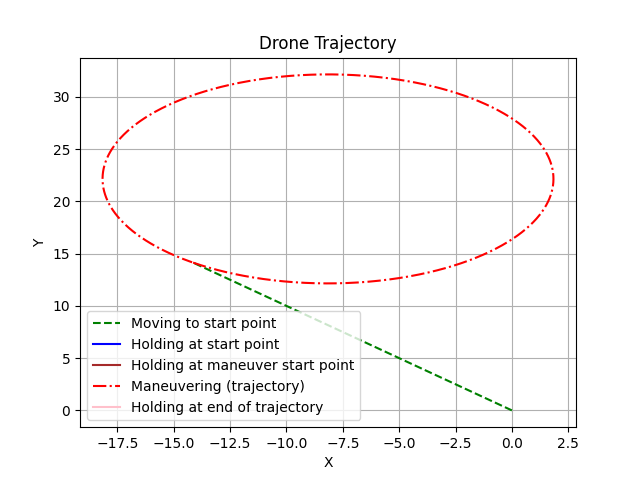 Drone Trajectory
30
25
20
15
10
5
0
Y
Moving to start point
Holding at start point
Holding at maneuver start point
Maneuvering (trajectory)
Holding at end of trajectory
−17.5 −15.0 −12.5 −10.0 −7.5 −5.0 −2.5 0.0 2.5
X